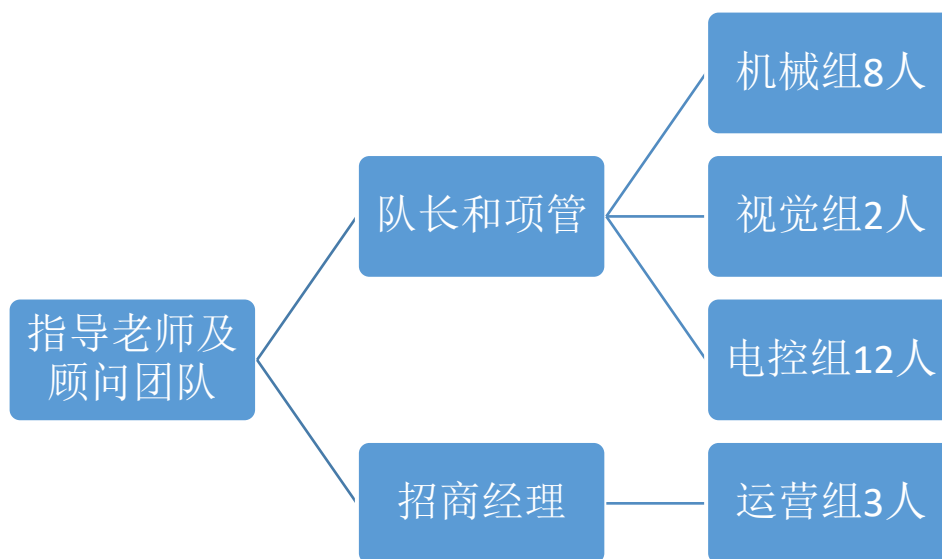 指导老师及
顾问团队
队长和项管
招商经理
机械组8人
视觉组2人
电控组12人
运营组3人